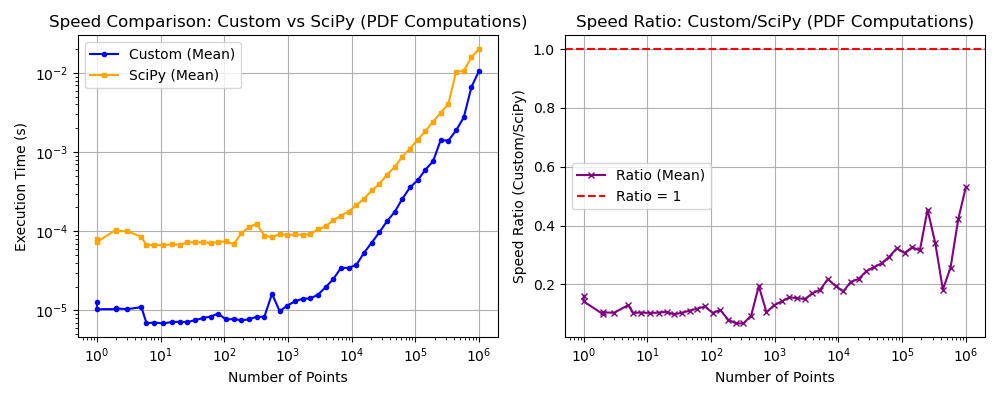 Speed Comparison: Custom vs SciPy (PDF Computations)
Execution Time (s)
10⁻²
10⁻³
10⁻⁴
10⁻⁵
Custom (Mean)
SciPy (Mean)
10⁰
10¹
10²
10³
10⁴
10⁵
10⁶
Number of Points
Speed Ratio: Custom/SciPy (PDF Computations)
Speed Ratio (Custom/SciPy)
1.0
0.8
0.6
0.4
0.2
Ratio (Mean)
Ratio = 1
10⁰
10¹
10²
10³
10⁴
10⁵
10⁶
Number of Points